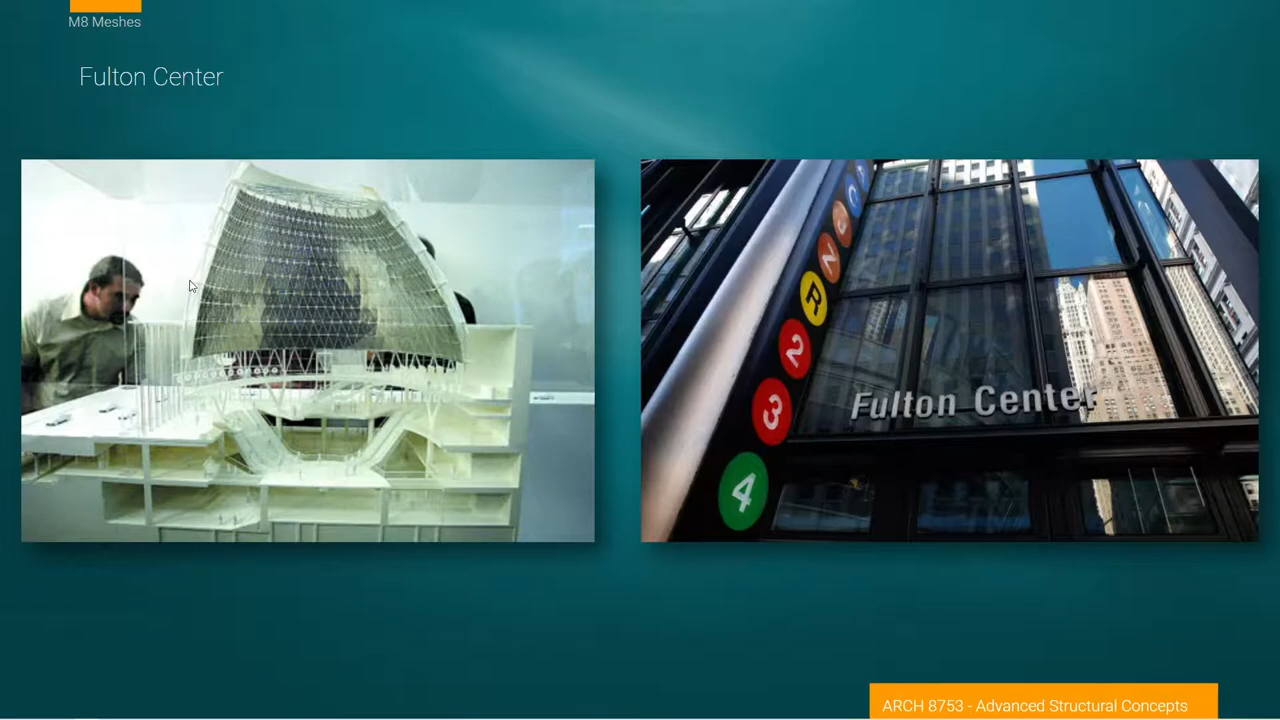 M8 Meshes
Fulton Center
Z
R
2
3
4
Fulton Center
ARCH 8753 - Advanced Structural Concepts